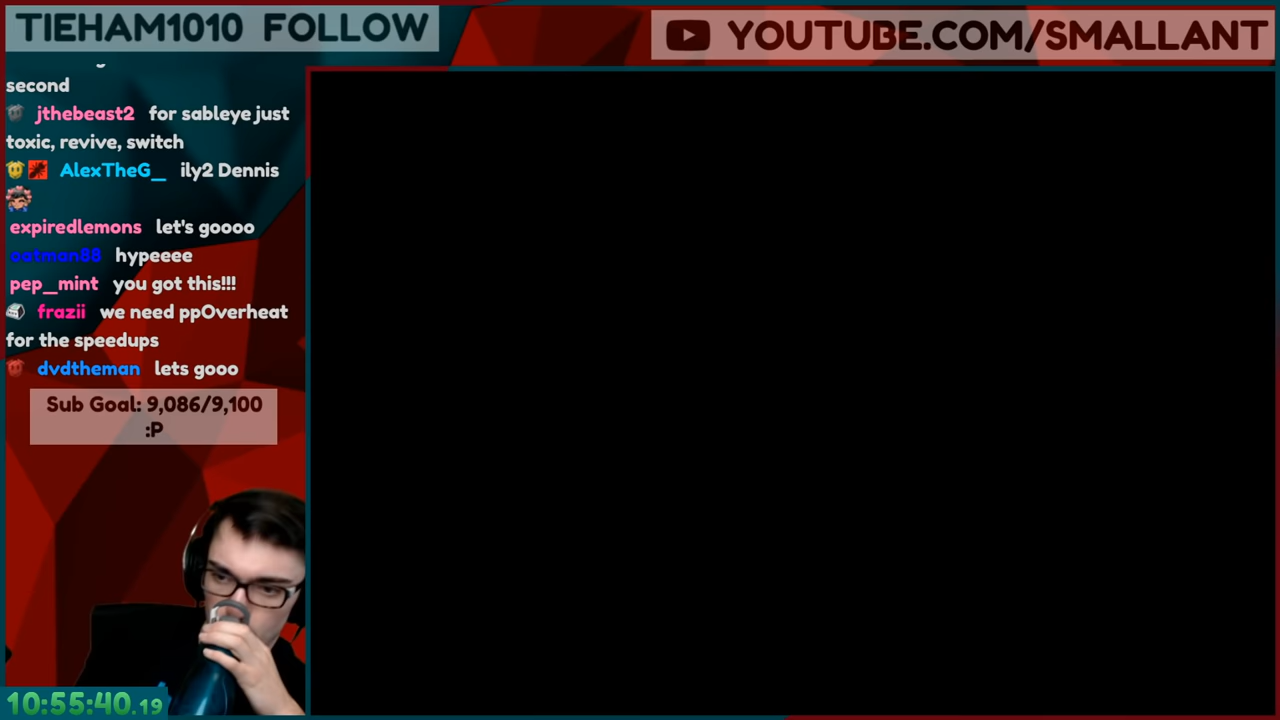 TIEHAM1010 FOLLOW
YOUTUBE.COM/SMALLANT
second
jthebeast2 for sableye just
toxic, revive, switch
AlexTheG_ ily2 Dennis
expiredlemons let's goooo
oatman88 hypeeee
pep_mint you got this!!!
frazii we need ppOverheat
for the speedups
dvdtheman lets gooo
Sub Goal: 9,086/9,100
:P
10:55:40.19